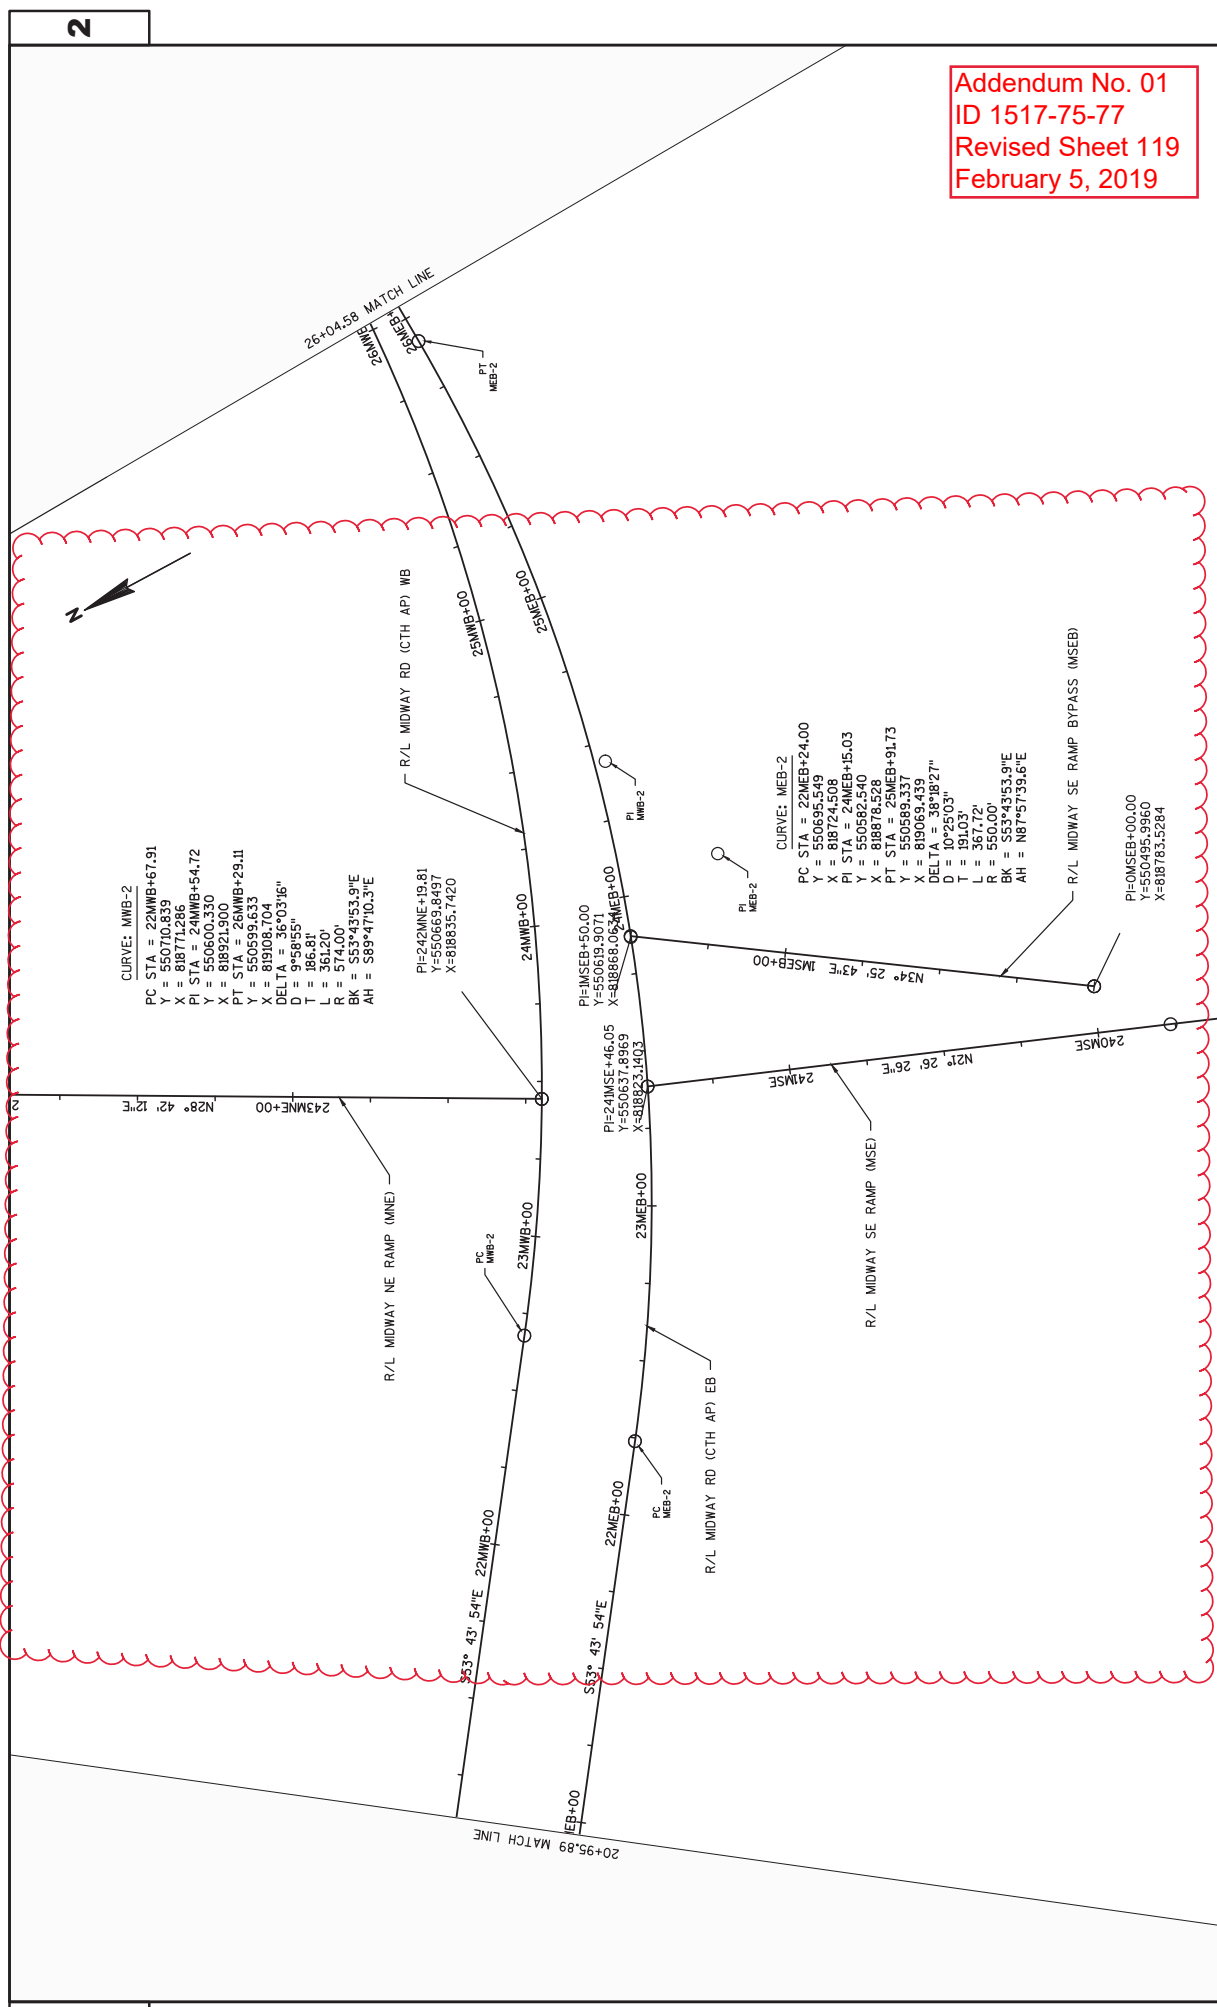 2
Addendum No. 01
ID 1517-75-77
Revised Sheet 119
February 5, 2019
26+04.58 MATCH LINE
26MWB
26MEB+
PT
MEB-2
N
25MWB+00
25MEB+00
R/L MIDWAY RD (CTH AP) WB
CURVE: MWB-2
PC STA = 22MWB+67.91
Y = 550710.839
X = 818771.286
PI STA = 24MWB+54.72
Y = 550600.330
X = 818921.900
PT STA = 26MWB+29.11
Y = 550599.633
X = 819108.704
DELTA = 36°03'16"
D = 9°58'55"
T = 186.81'
L = 361.20'
R = 574.00'
BK = S53°43'53.9"E
AH = S89°47'10.3"E
PI
MWB-2
PI
MEB-2
CURVE: MEB-2
PC STA = 22MEB+24.00
Y = 550695.549
X = 818724.508
PI STA = 24MEB+15.03
Y = 550582.540
X = 818878.528
PT STA = 25MEB+91.73
Y = 550589.337
X = 819069.439
DELTA = 38°18'27"
D = 10°25'03"
T = 191.03'
L = 367.72'
R = 550.00'
BK = S53°43'53.9"E
AH = N87°57'39.6"E
R/L MIDWAY SE RAMP BYPASS (MSEB)
PI=0MSEB+00.00
Y=550495.9960
X=818783.5284
24MWB+00
24MEB+00
PI=242MNE+19.81
Y=550669.8497
X=818835.7420
PI=1MSEB+50.00
Y=550619.9071
X=818868.0634
1MSEB+00
N34° 25' 43"E
PI=241MSE+46.05
Y=550637.8969
X=818823.1403
2
N28° 42' 12"E
243MNE+00
241MSE
N21° 26' 26"E
240MSE
R/L MIDWAY NE RAMP (MNE)
R/L MIDWAY SE RAMP (MSE)
23MWB+00
23MEB+00
PC
MWB-2
PC
MEB-2
R/L MIDWAY RD (CTH AP) EB
22MWB+00
22MEB+00
S53° 43' 54"E
S53° 43' 54"E
MEB+00
20+95.89 MATCH LINE